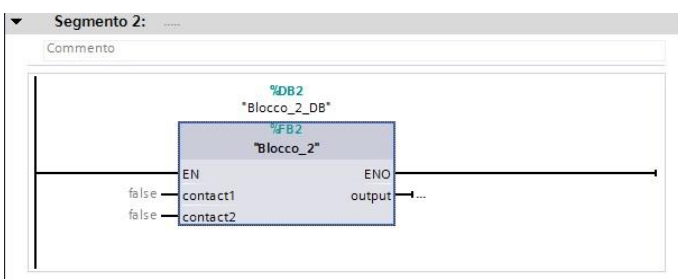 Segmento 2: .....
Commento
%DB2
"Blocco_2_DB"
%FB2
"Blocco_2"
EN ENO
false contact1 output ...
false contact2